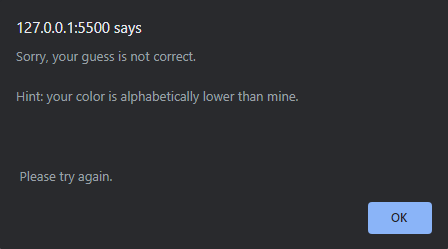 127.0.0.1:5500 says
Sorry, your guess is not correct.
Hint: your color is alphabetically lower than mine.
Please try again.
OK